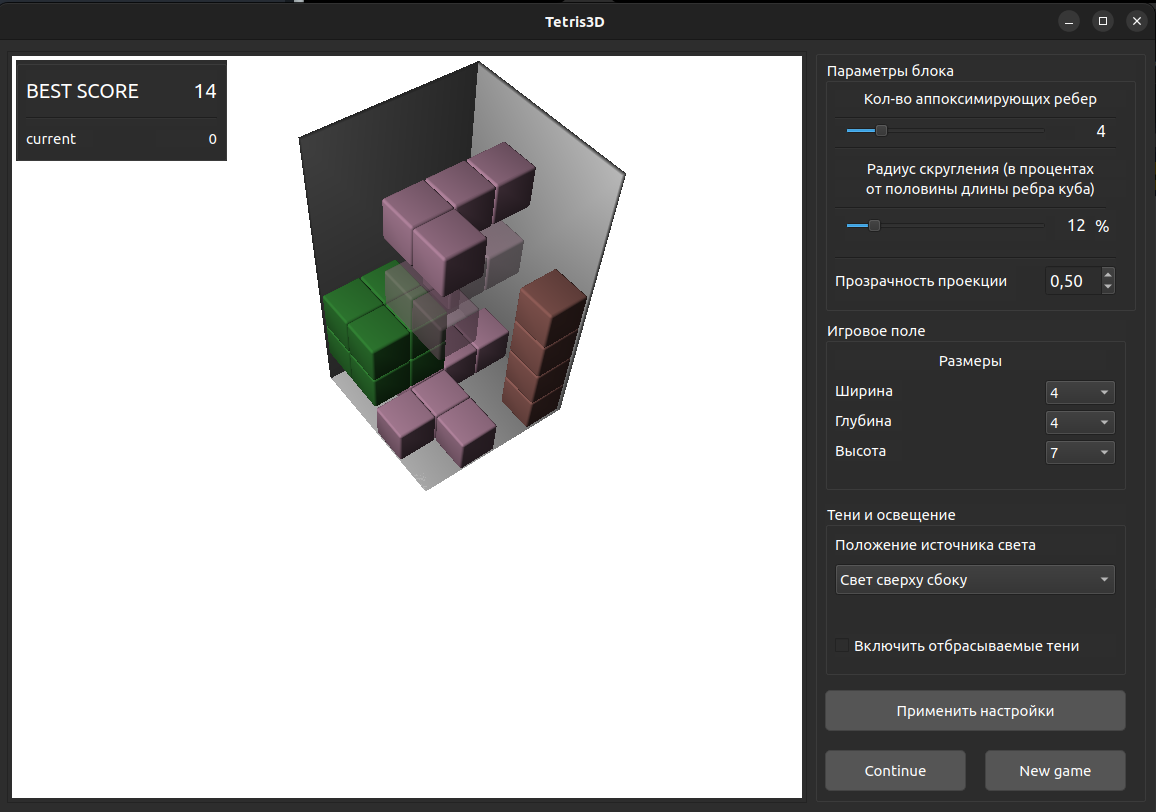 Tetris3D
BEST SCORE 14
current 0
Параметры блока
Кол-во аппоксимирующих ребер
4
Радиус скругления (в процентах
от половины длины ребра куба)
12 %
Прозрачность проекции 0,50
Игровое поле
Размеры
Ширина 4
Глубина 4
Высота 7
Тени и освещение
Положение источника света
Свет сверху сбоку
Включить отбрасываемые тени
Применить настройки
Continue New game